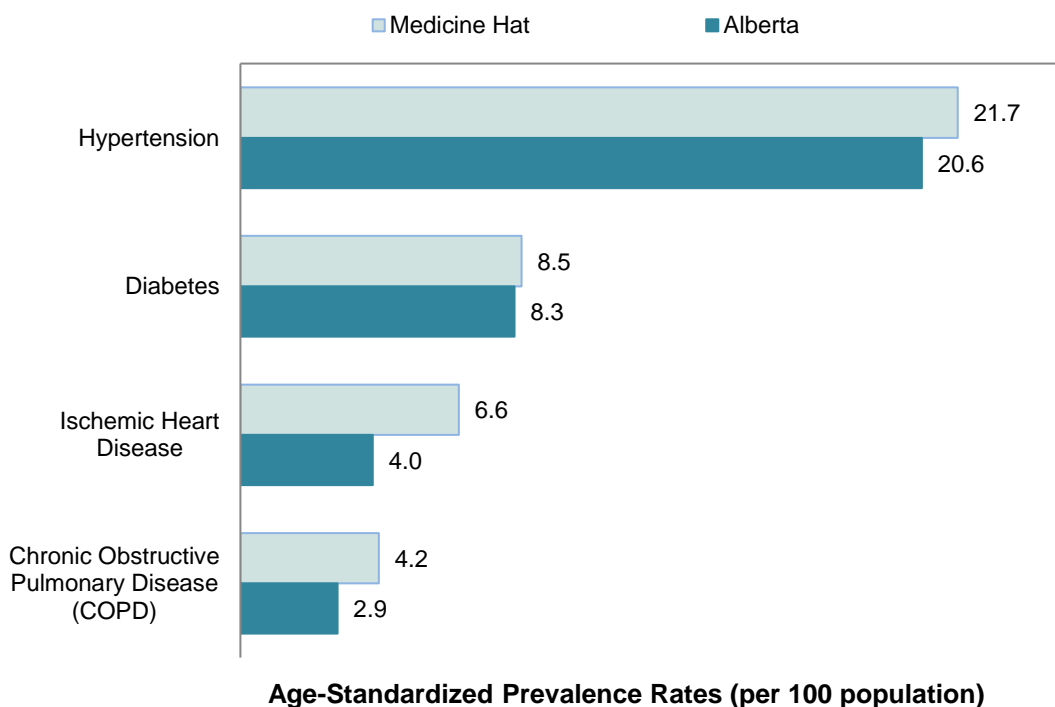 Medicine Hat
Alberta
Hypertension
21.7
20.6
Diabetes
8.5
8.3
Ischemic Heart
Disease
6.6
4.0
Chronic Obstructive
Pulmonary Disease
(COPD)
4.2
2.9
Age-Standardized Prevalence Rates (per 100 population)